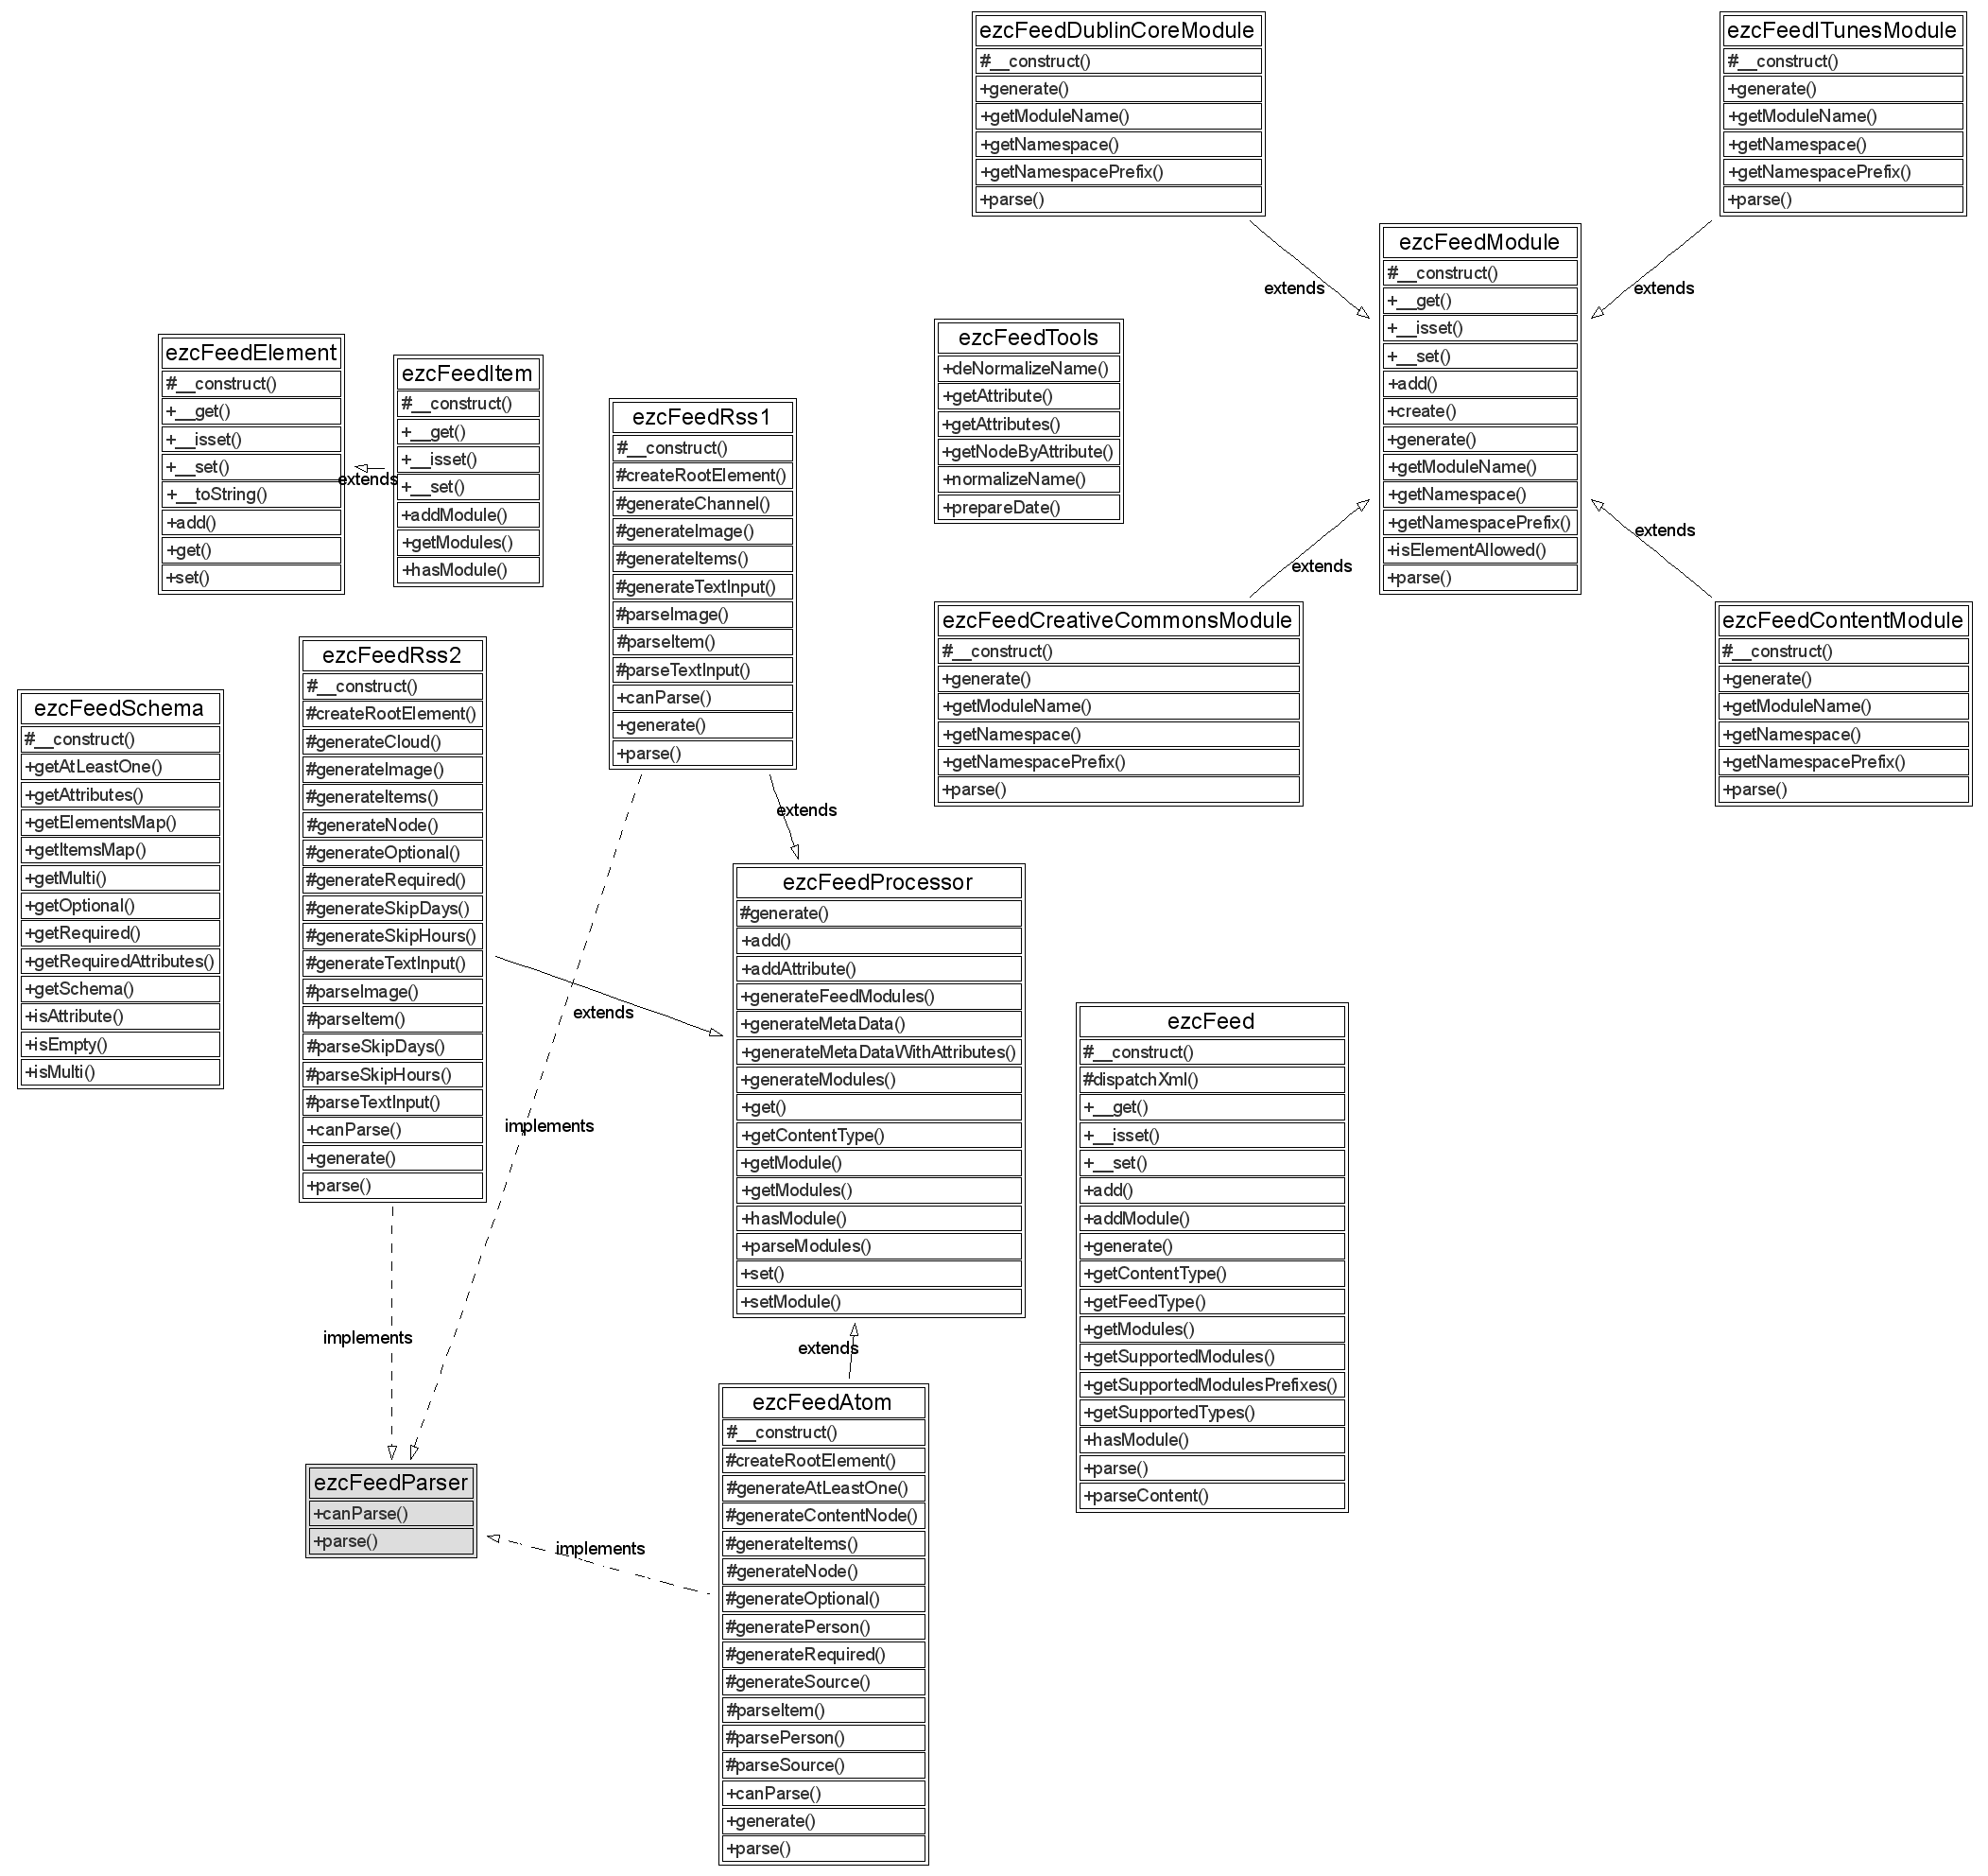 ezcFeedDublinCoreModule
#__construct()
+generate()
+getModuleName()
+getNamespace()
+getNamespacePrefix()
+parse()
ezcFeedITunesModule
#__construct()
+generate()
+getModuleName()
+getNamespace()
+getNamespacePrefix()
+parse()
extends
extends
ezcFeedModule
#__construct()
+__get()
+__isset()
+__set()
+add()
+create()
+generate()
+getModuleName()
+getNamespace()
+getNamespacePrefix()
+isElementAllowed()
+parse()
ezcFeedTools
+deNormalizeName()
+getAttribute()
+getAttributes()
+getNodeByAttribute()
+normalizeName()
+prepareDate()
ezcFeedElement
#__construct()
+__get()
+__isset()
+__set()
+__toString()
+add()
+get()
+set()
extends
ezcFeedItem
#__construct()
+__get()
+__isset()
+__set()
+addModule()
+getModules()
+hasModule()
ezcFeedRss1
#__construct()
#createRootElement()
#generateChannel()
#generateImage()
#generateItems()
#generateTextInput()
#parseImage()
#parseItem()
#parseTextInput()
+canParse()
+generate()
+parse()
extends
extends
ezcFeedCreativeCommonsModule
#__construct()
+generate()
+getModuleName()
+getNamespace()
+getNamespacePrefix()
+parse()
ezcFeedContentModule
#__construct()
+generate()
+getModuleName()
+getNamespace()
+getNamespacePrefix()
+parse()
ezcFeedSchema
#__construct()
+getAtLeastOne()
+getAttributes()
+getElementsMap()
+getItemsMap()
+getMulti()
+getOptional()
+getRequired()
+getRequiredAttributes()
+getSchema()
+isAttribute()
+isEmpty()
+isMulti()
ezcFeedRss2
#__construct()
#createRootElement()
#generateCloud()
#generateImage()
#generateItems()
#generateNode()
#generateOptional()
#generateRequired()
#generateSkipDays()
#generateSkipHours()
#generateTextInput()
#parseImage()
#parseItem()
#parseSkipDays()
#parseSkipHours()
#parseTextInput()
+canParse()
+generate()
+parse()
extends
extends
implements
ezcFeedProcessor
#generate()
+add()
+addAttribute()
+generateFeedModules()
+generateMetaData()
+generateMetaDataWithAttributes()
+generateModules()
+get()
+getContentType()
+getModule()
+getModules()
+hasModule()
+parseModules()
+set()
+setModule()
ezcFeed
#__construct()
#dispatchXml()
+__get()
+__isset()
+__set()
+add()
+addModule()
+generate()
+getContentType()
+getFeedType()
+getModules()
+getSupportedModules()
+getSupportedModulesPrefixes()
+getSupportedTypes()
+hasModule()
+parse()
+parseContent()
implements
extends
ezcFeedParser
+canParse()
+parse()
implements
ezcFeedAtom
#__construct()
#createRootElement()
#generateAtLeastOne()
#generateContentNode()
#generateItems()
#generateNode()
#generateOptional()
#generatePerson()
#generateRequired()
#generateSource()
#parseItem()
#parsePerson()
#parseSource()
+canParse()
+generate()
+parse()